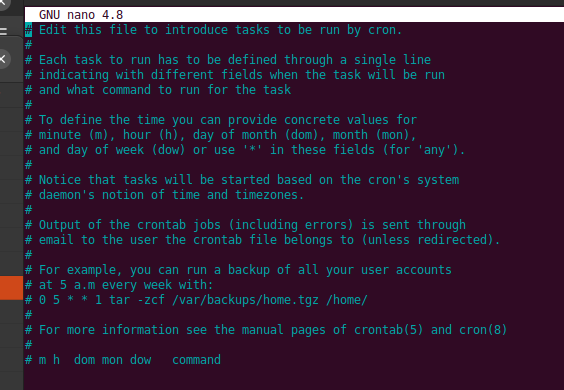 GNU nano 4.8
# Edit this file to introduce tasks to be run by cron.
#
# Each task to run has to be defined through a single line
# indicating with different fields when the task will be run
# and what command to run for the task
#
# To define the time you can provide concrete values for
# minute (m), hour (h), day of month (dom), month (mon),
# and day of week (dow) or use '*' in these fields (for 'any').
#
# Notice that tasks will be started based on the cron's system
# daemon's notion of time and timezones.
#
# Output of the crontab jobs (including errors) is sent through
# email to the user the crontab file belongs to (unless redirected).
#
# For example, you can run a backup of all your user accounts
# at 5 a.m every week with:
# 0 5 * * 1 tar -zcf /var/backups/home.tgz /home/
#
# For more information see the manual pages of crontab(5) and cron(8)
#
# m h  dom mon dow   command